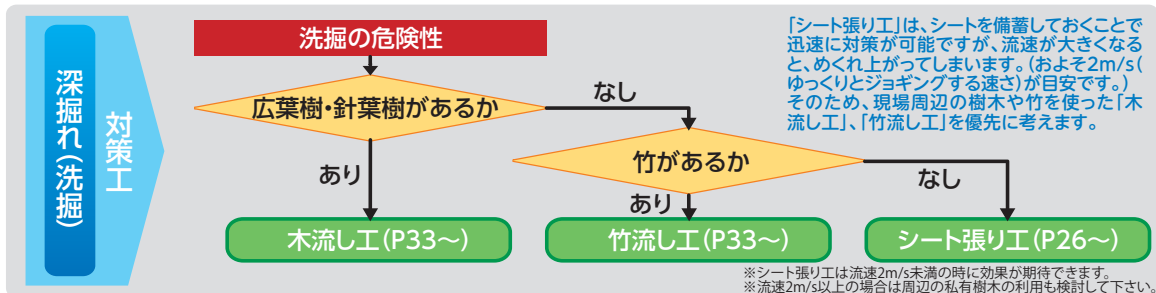 深掘れ(洗掘)
対策工
洗掘の危険性
広葉樹・針葉樹があるか
なし
あり
竹があるか
なし
あり
木流し工(P33～)
竹流し工(P33～)
シート張り工(P26～)
「シート張り工」は、シートを備蓄しておくことで
迅速に対策が可能ですが、流速が大きくなる
と、めくれ上がってしまいます。(およそ2m/s(
ゆっくりとジョギングする速さ)が目安です。)
そのため、現場周辺の樹木や竹を使った「木
流し工」、「竹流し工」を優先に考えます。
※シート張り工は流速2m/s未満の時に効果が期待できます。
※流速2m/s以上の場合は周辺の私有樹木の利用も検討して下さい。